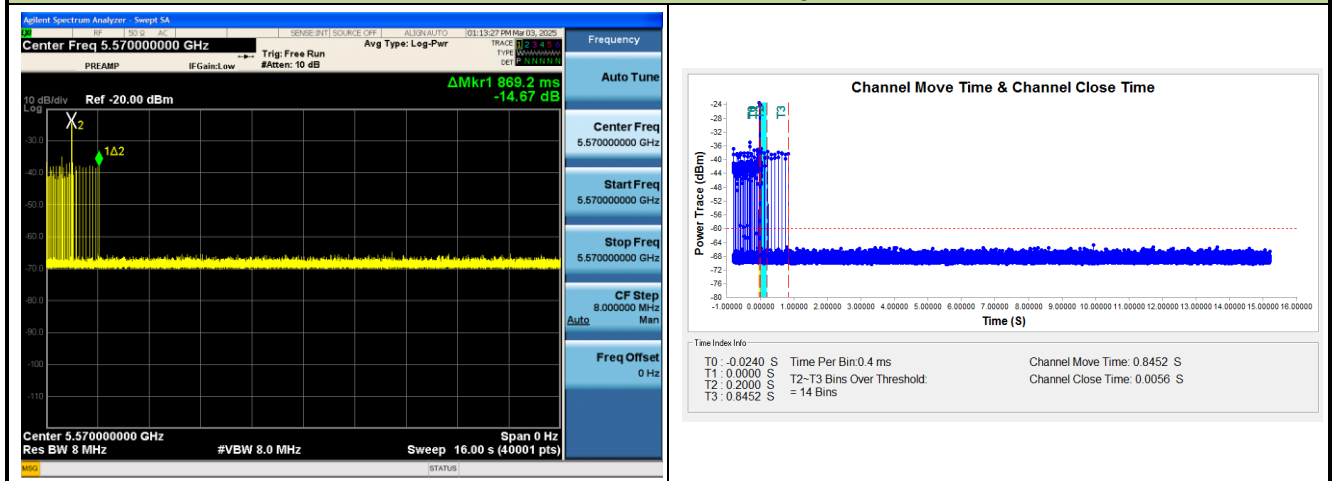 Agilent Spectrum Analyzer - Swept SA
RF 50 Ω AC SENSE:INT SOURCE OFF ALIGN AUTO 01:13:27 PM Mar 03, 2025
Center Freq 5.570000000 GHz
Avg Type: Log-Pwr
TRACE 1 2 3 4 5 6
TYPE
DET P N N N N N
Trig: Free Run
PREAMP IFGain:Low #Atten: 10 dB
ΔMkr1 869.2 ms
-14.67 dB
10 dB/div Ref -20.00 dBm
Log
2
1Δ2
-30.0
-40.0
-50.0
-60.0
-70.0
-80.0
-90.0
-100
-110
Center 5.570000000 GHz Span 0 Hz
Res BW 8 MHz #VBW 8.0 MHz Sweep 16.00 s (40001 pts)
MSG STATUS
Frequency
Auto Tune
Center Freq
5.570000000 GHz
Start Freq
5.570000000 GHz
Stop Freq
5.570000000 GHz
CF Step
8.000000 MHz
Auto Man
Freq Offset
0 Hz
Channel Move Time & Channel Close Time
T3
Power Trace (dBm)
-24
-28
-32
-36
-40
-44
-48
-52
-56
-60
-64
-68
-76
-80
-1.00000 0.00000 1.00000 2.00000 3.00000 4.00000 5.00000 6.00000 7.00000 8.00000 9.00000 10.00000 11.00000 12.00000 13.00000 14.00000 15.00000 16.00000
Time (S)
Time Index Info
T0 : -0.0240 S Time Per Bin:0.4 ms Channel Move Time: 0.8452 S
T1 : 0.0000 S
T2 : 0.2000 S T2~T3 Bins Over Threshold: Channel Close Time: 0.0056 S
T3 : 0.8452 S = 14 Bins